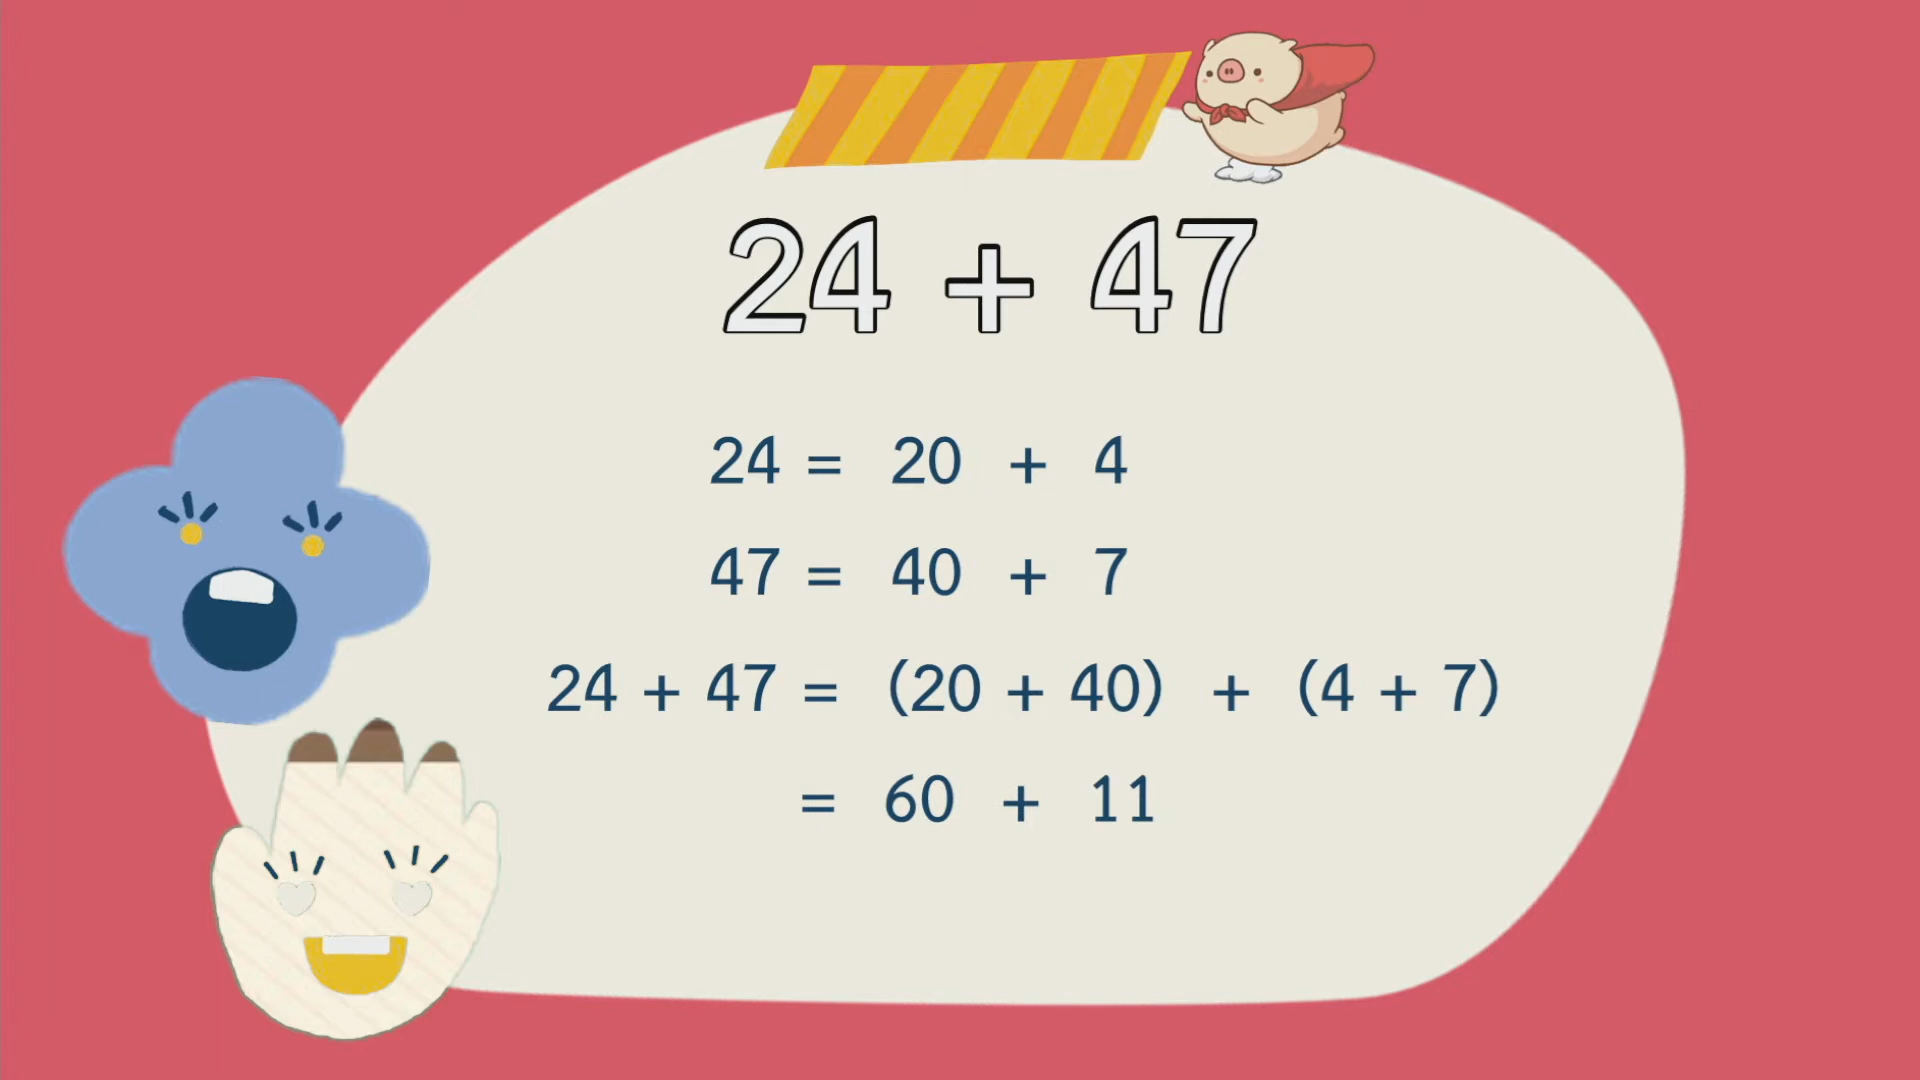 24 + 47
24 = 20 + 4
47 = 40 + 7
24 + 47 = (20 + 40) + (4 + 7)
= 60 + 11